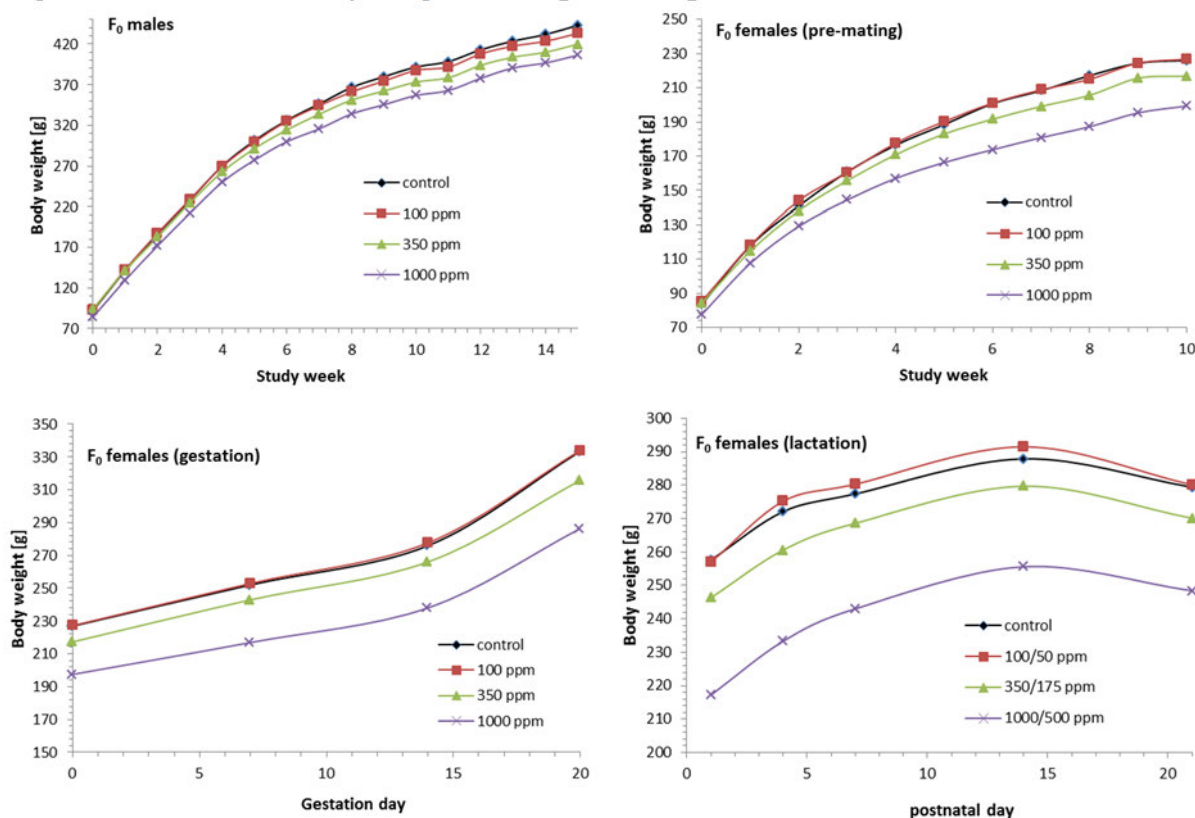 F₀ males
Body weight [g]
420
370
320
270
220
170
120
70
0 2 4 6 8 10 12 14
Study week
control
100 ppm
350 ppm
1000 ppm
F₀ females (pre-mating)
Body weight [g]
250
230
210
190
170
150
130
110
90
70
0 2 4 6 8 10
Study week
control
100 ppm
350 ppm
1000 ppm
F₀ females (gestation)
Body weight [g]
350
330
310
290
270
250
230
210
190
170
150
0 5 10 15 20
Gestation day
control
100 ppm
350 ppm
1000 ppm
F₀ females (lactation)
Body weight [g]
300
290
280
270
260
250
240
230
220
210
200
0 5 10 15 20
postnatal day
control
100/50 ppm
350/175 ppm
1000/500 ppm